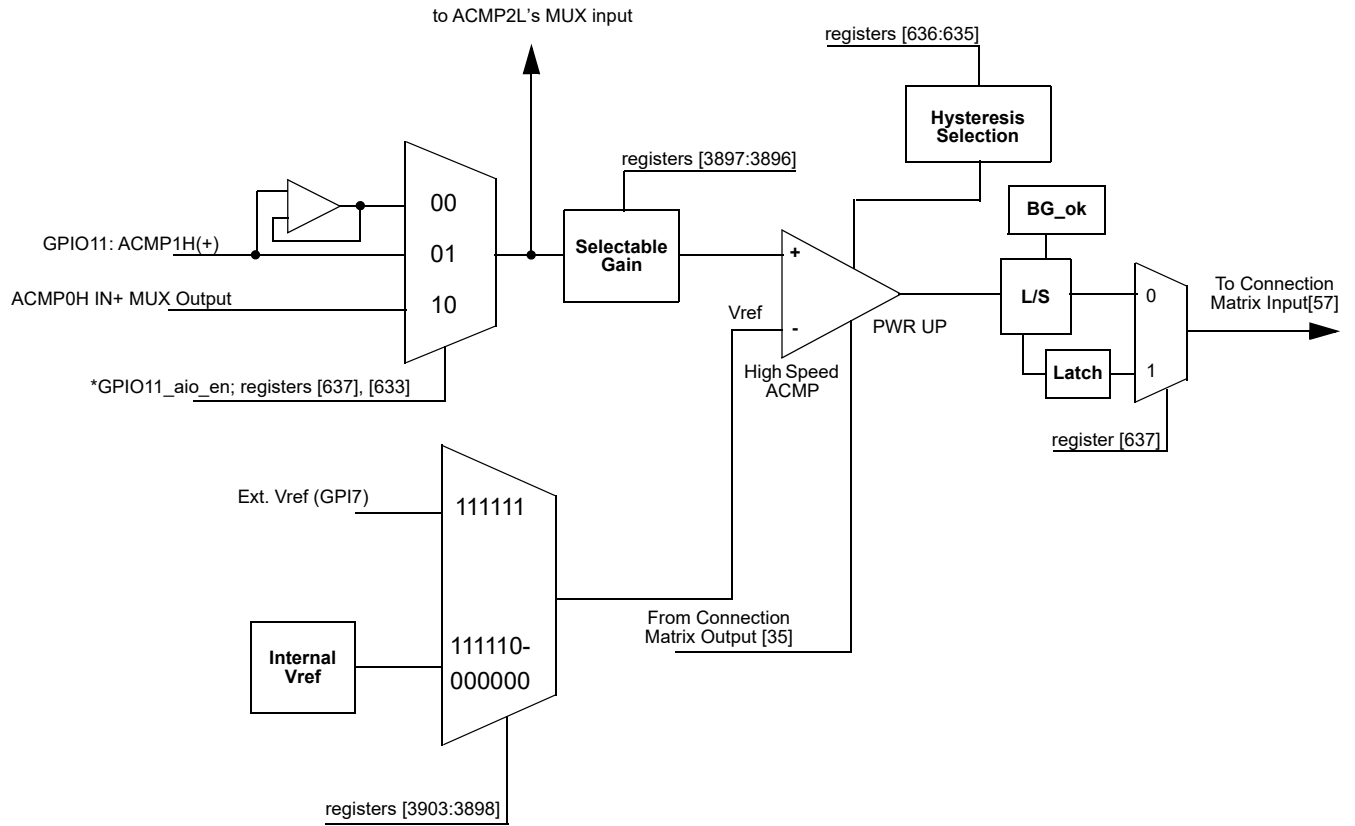 to ACMP2L's MUX input
registers [636:635]
Hysteresis
Selection
registers [3897:3896]
00
BG_ok
GPIO11: ACMP1H(+)
01
Selectable
Gain
+
L/S
0
To Connection
Matrix Input[57]
ACMP0H IN+ MUX Output
10
Vref
-
PWR UP
High Speed
ACMP
Latch
1
*GPIO11_aio_en; registers [637], [633]
register [637]
Ext. Vref (GPI7)
111111
From Connection
Matrix Output [35]
Internal
Vref
111110-
000000
registers [3903:3898]